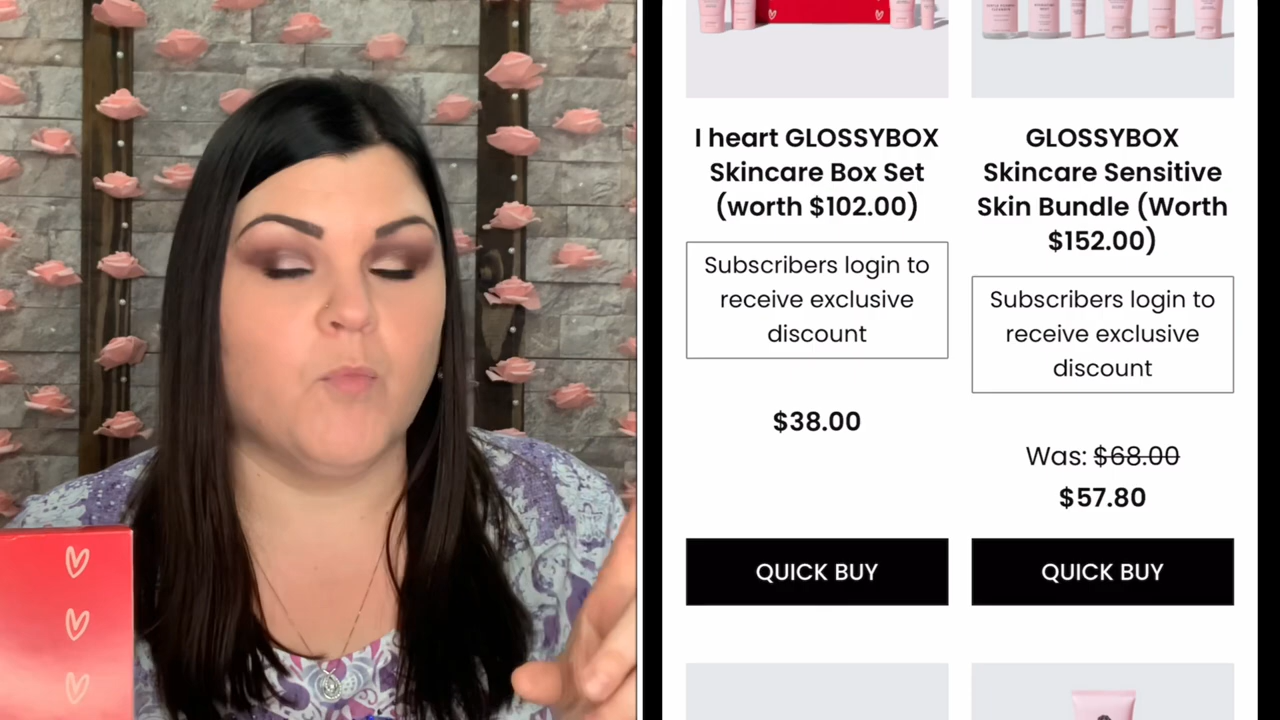 I heart GLOSSYBOX
Skincare Box Set
(worth $102.00)
Subscribers login to
receive exclusive
discount
$38.00
QUICK BUY
GLOSSYBOX
Skincare Sensitive
Skin Bundle (Worth
$152.00)
Subscribers login to
receive exclusive
discount
Was: $68.00
$57.80
QUICK BUY